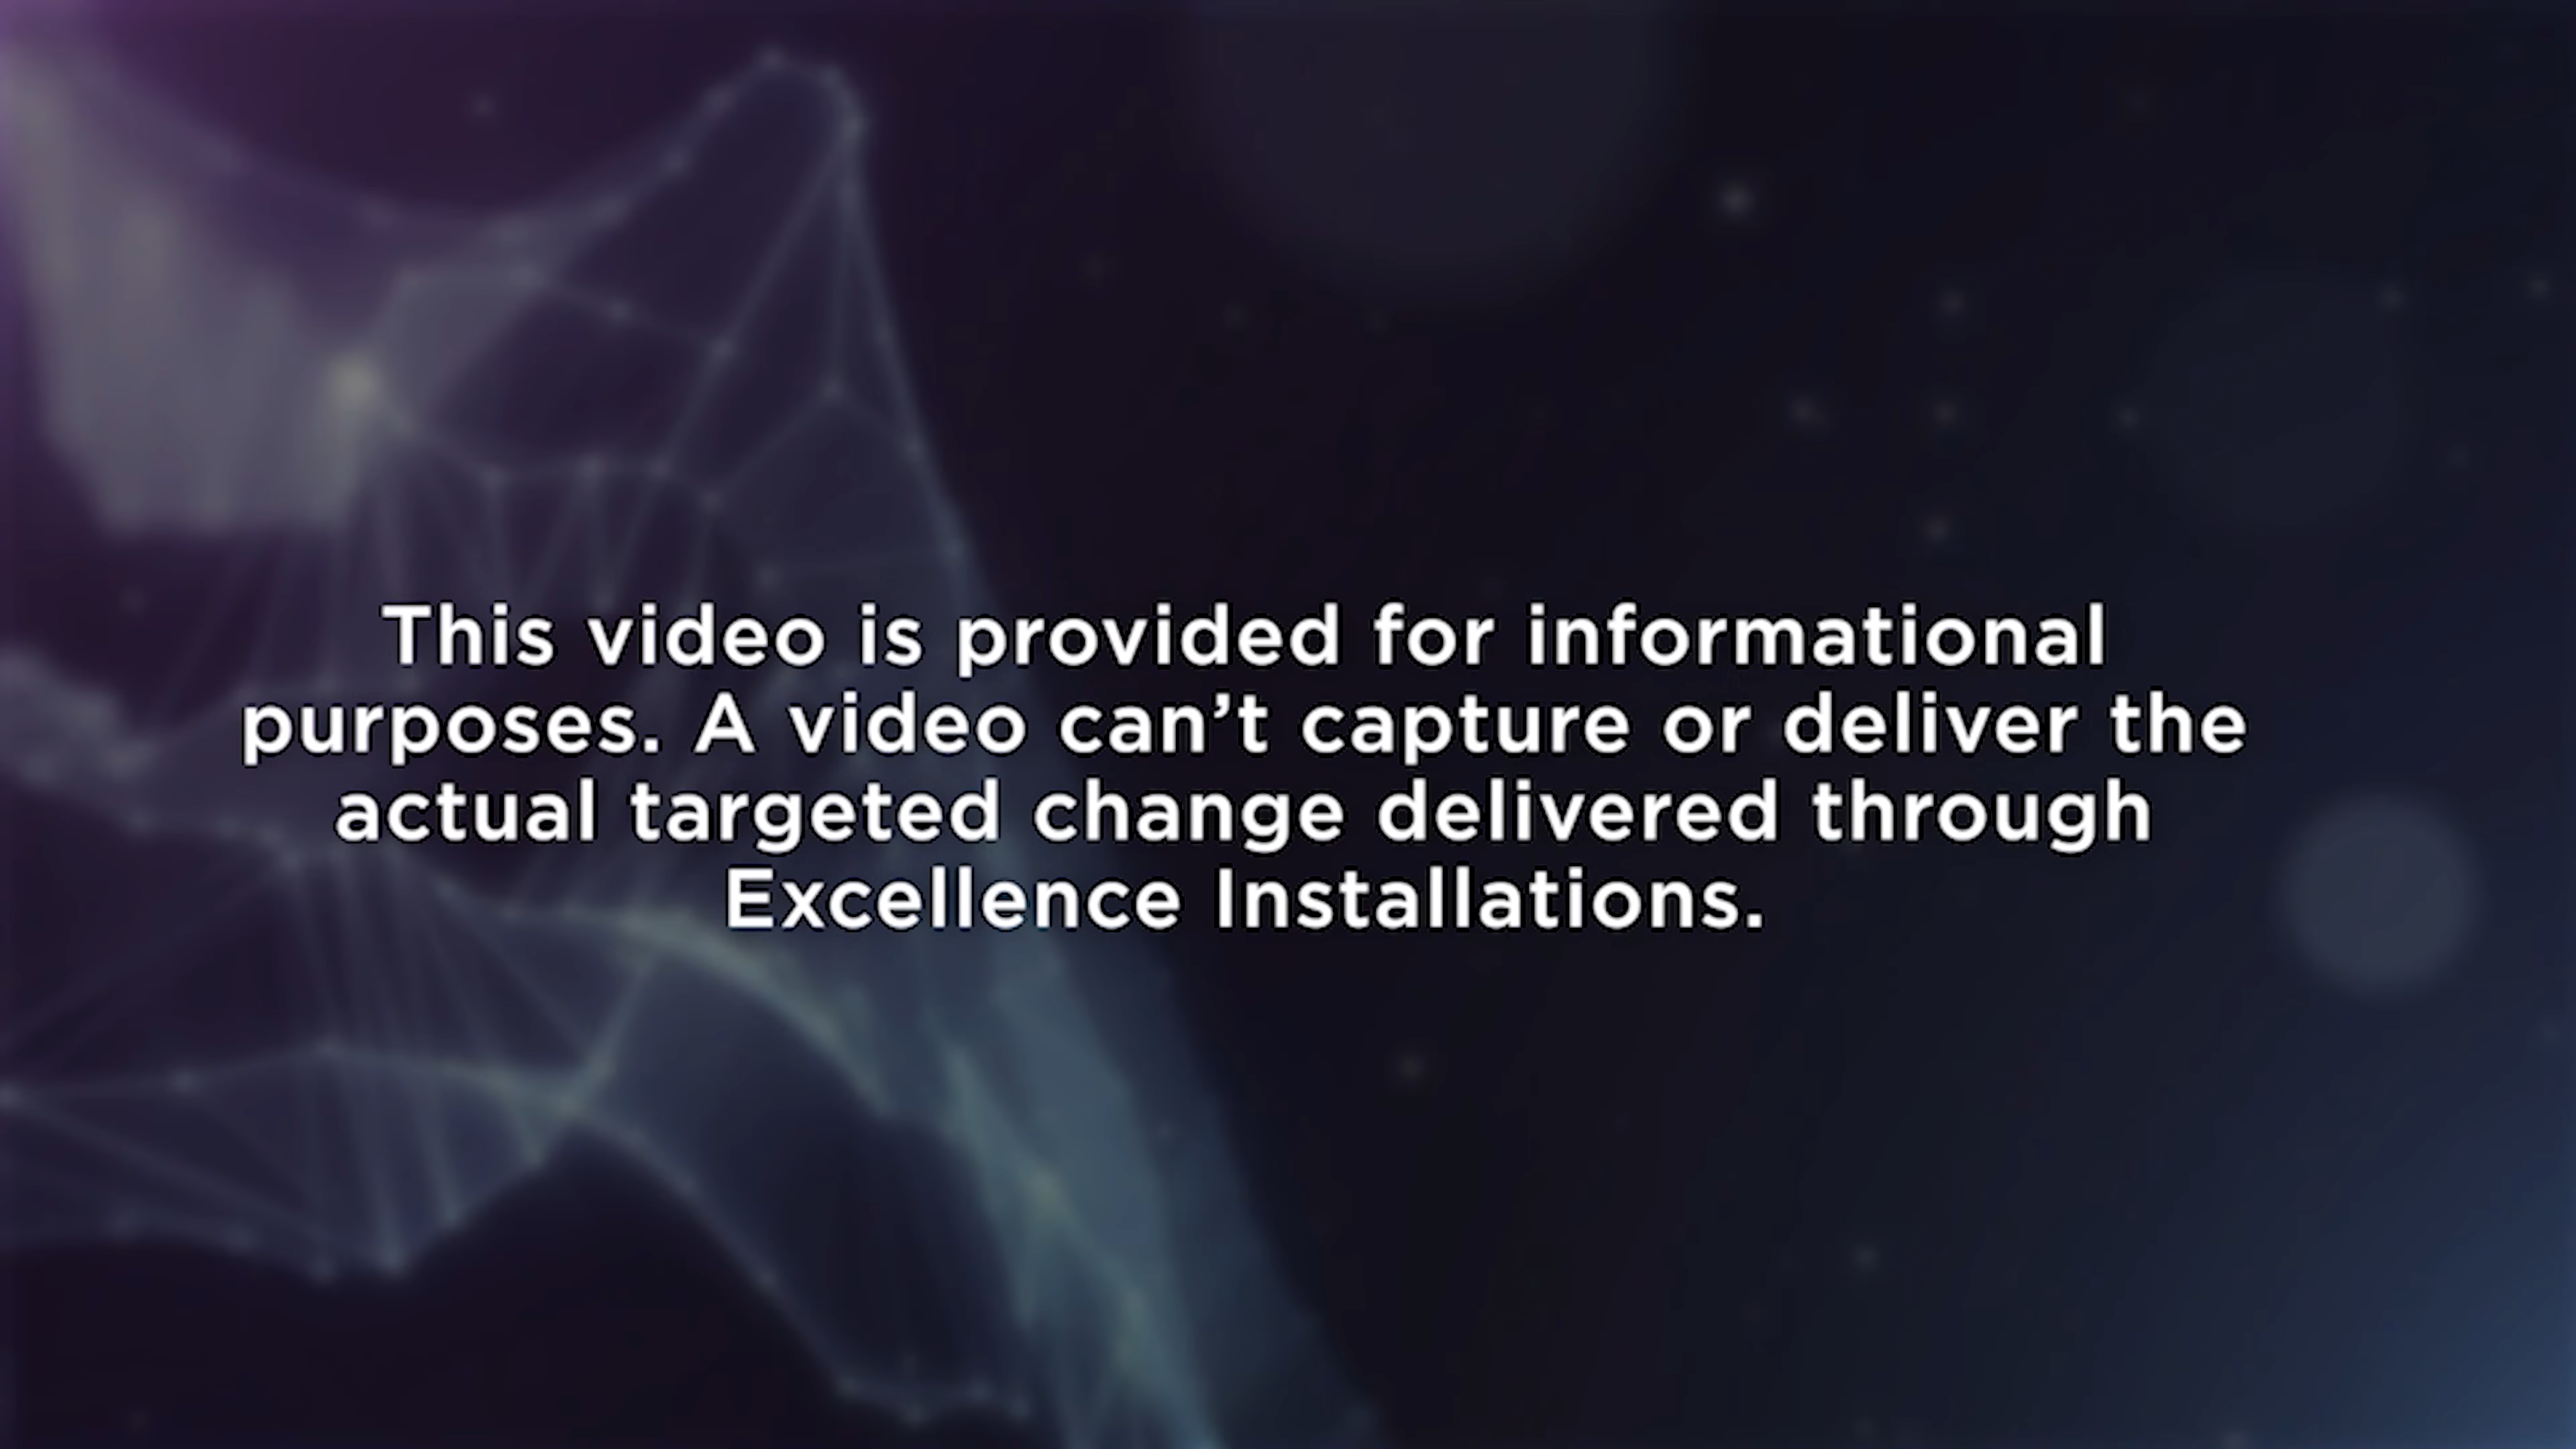 This video is provided for informational
purposes. A video can’t capture or deliver the
actual targeted change delivered through
Excellence Installations.